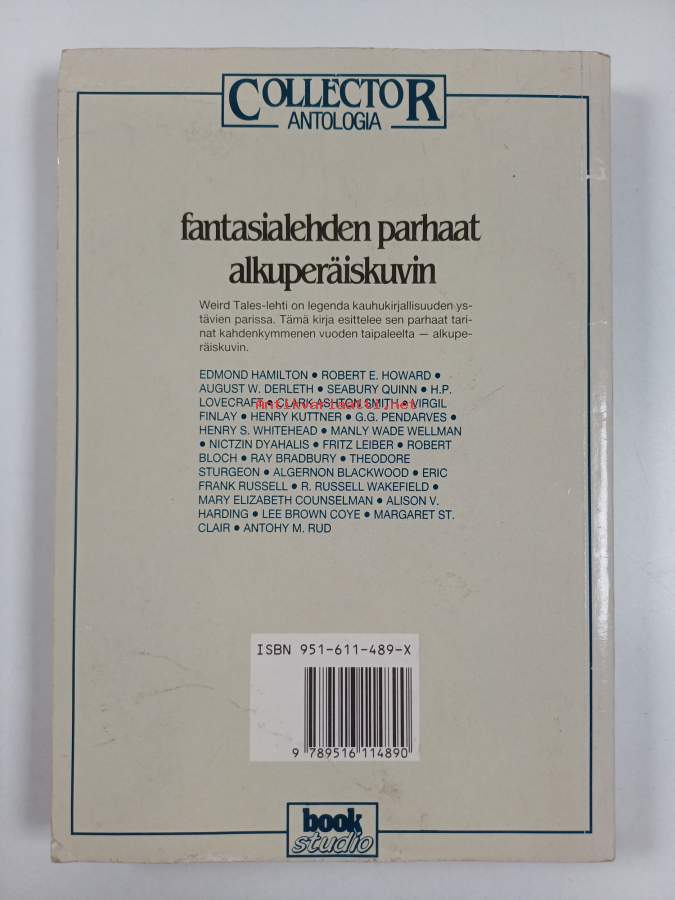 COLLECTOR
ANTOLOGIA
fantasialehden parhaat
alkuperäiskuvin
Weird Tales-lehti on legenda kauhukirjallisuuden ys-
tävien parissa. Tämä kirja esittelee sen parhaat tari-
nat kahdenkymmenen vuoden taipaleelta — alkupe-
räiskuvin.
EDMOND HAMILTON • ROBERT E. HOWARD •
AUGUST W. DERLETH • SEABURY QUINN • H.P.
LOVECRAFT • CLARK ASHTON SMITH • VIRGIL
Antikvariaatti.net
FINLAY • HENRY KUTTNER • G.G. PENDARVES •
HENRY S. WHITEHEAD • MANLY WADE WELLMAN
• NICTZIN DYAHALIS • FRITZ LEIBER • ROBERT
BLOCH • RAY BRADBURY • THEODORE
STURGEON • ALGERNON BLACKWOOD • ERIC
FRANK RUSSELL • R. RUSSELL WAKEFIELD •
MARY ELIZABETH COUNSELMAN • ALISON V.
HARDING • LEE BROWN COYE • MARGARET ST.
CLAIR • ANTOHY M. RUD
ISBN 951-611-489-X
9 789516 114890
book
studio